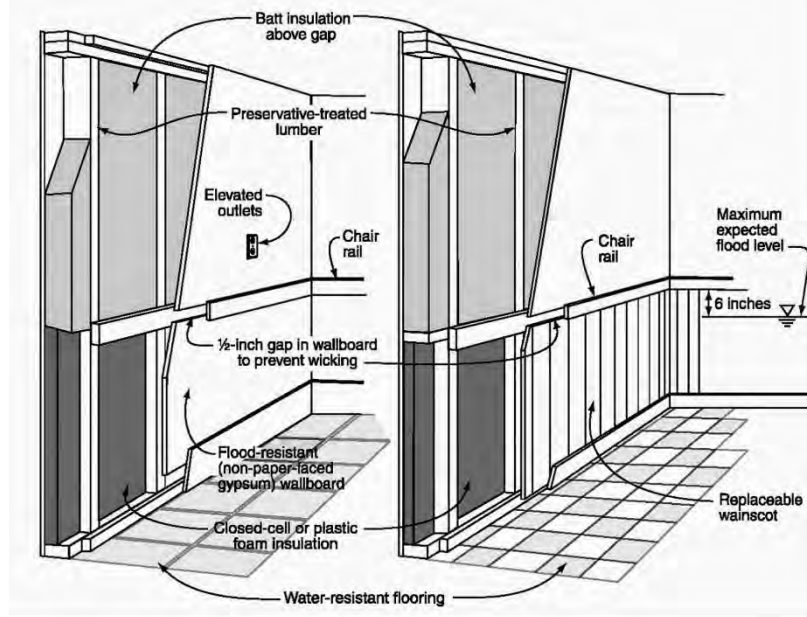 Batt insulation
above gap
Preservative-treated
lumber
Elevated
outlets
Chair
rail
Maximum
expected
flood level
Chair
rail
6 inches
½-inch gap in wallboard
to prevent wicking
Flood-resistant
(non-paper-laced
gypsum) wallboard
Closed-cell or plastic
foam insulation
Replaceable
wainscot
Water-resistant flooring